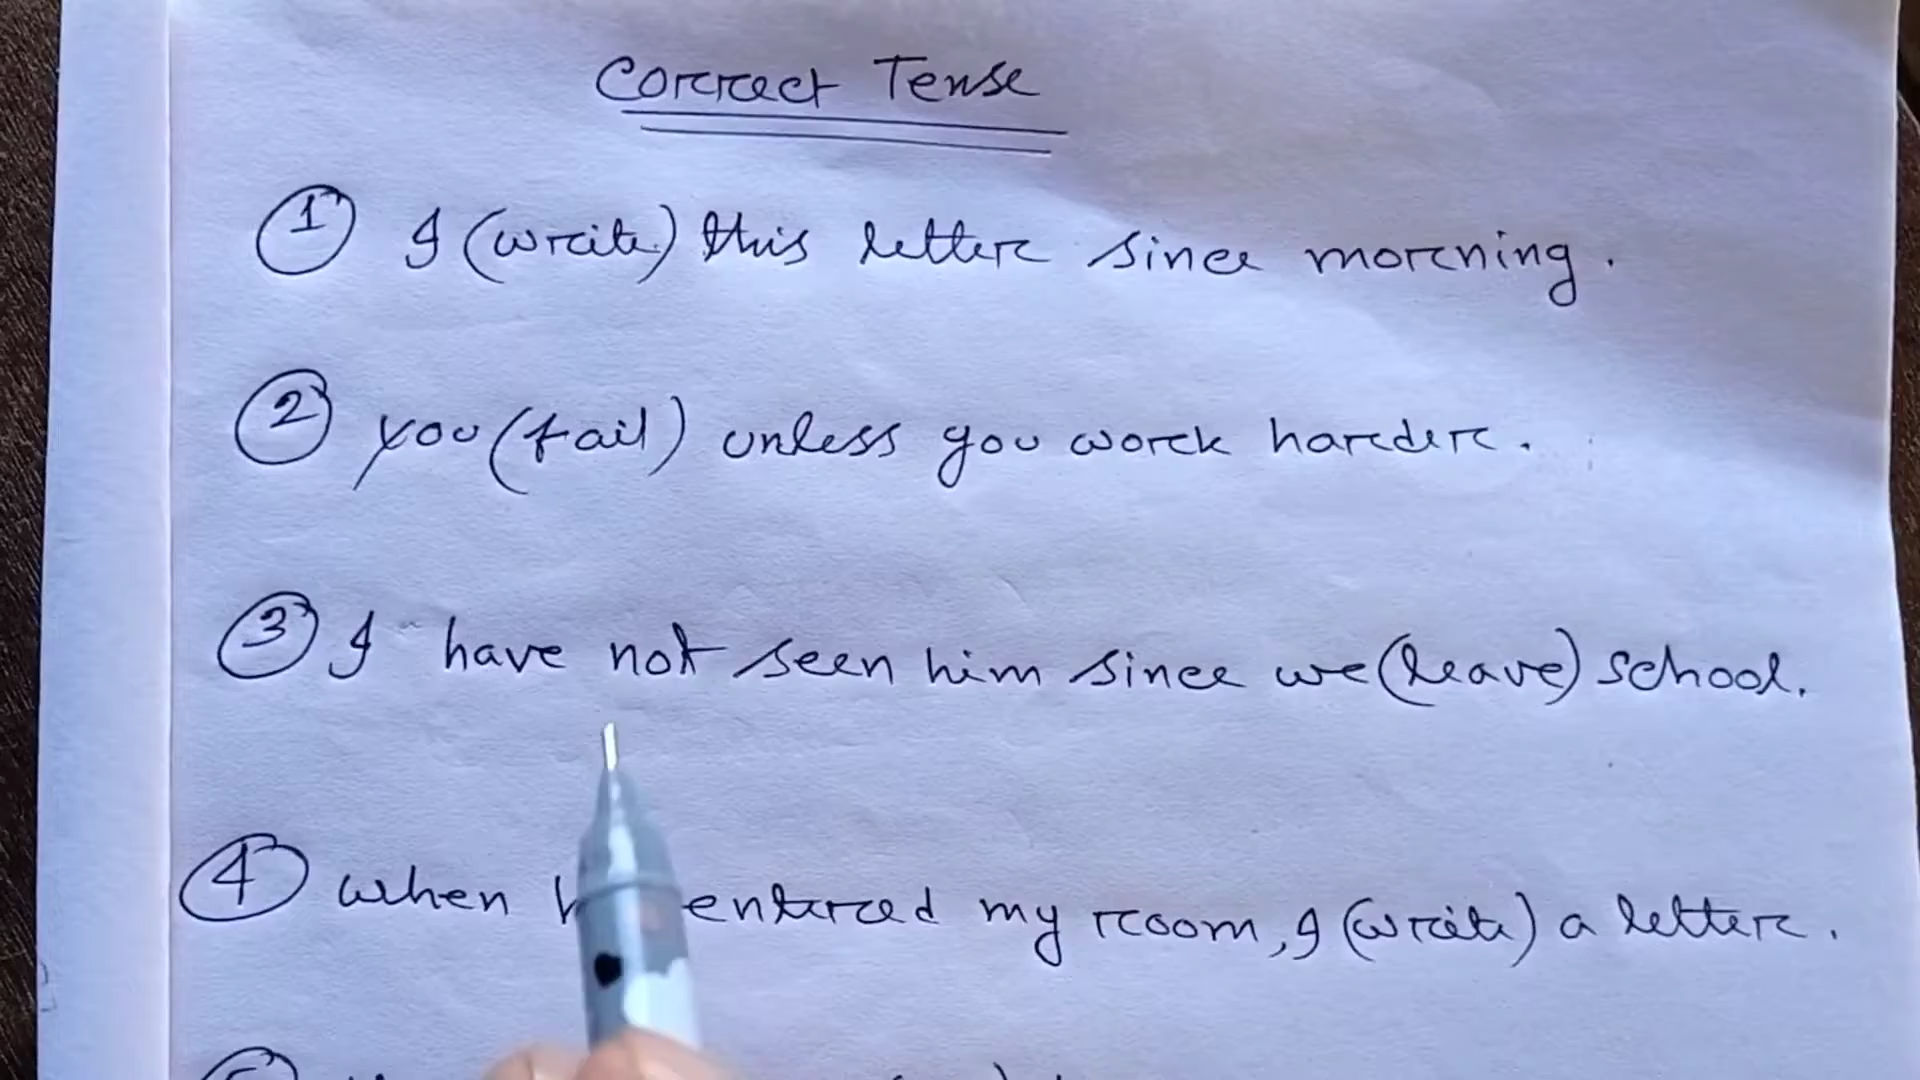 Correct Tense
① I (write) this letter since morning.
② you (fail) unless you work harder.
③ I have not seen him since we (leave) school.
④ when entered my room, I (write) a letter.